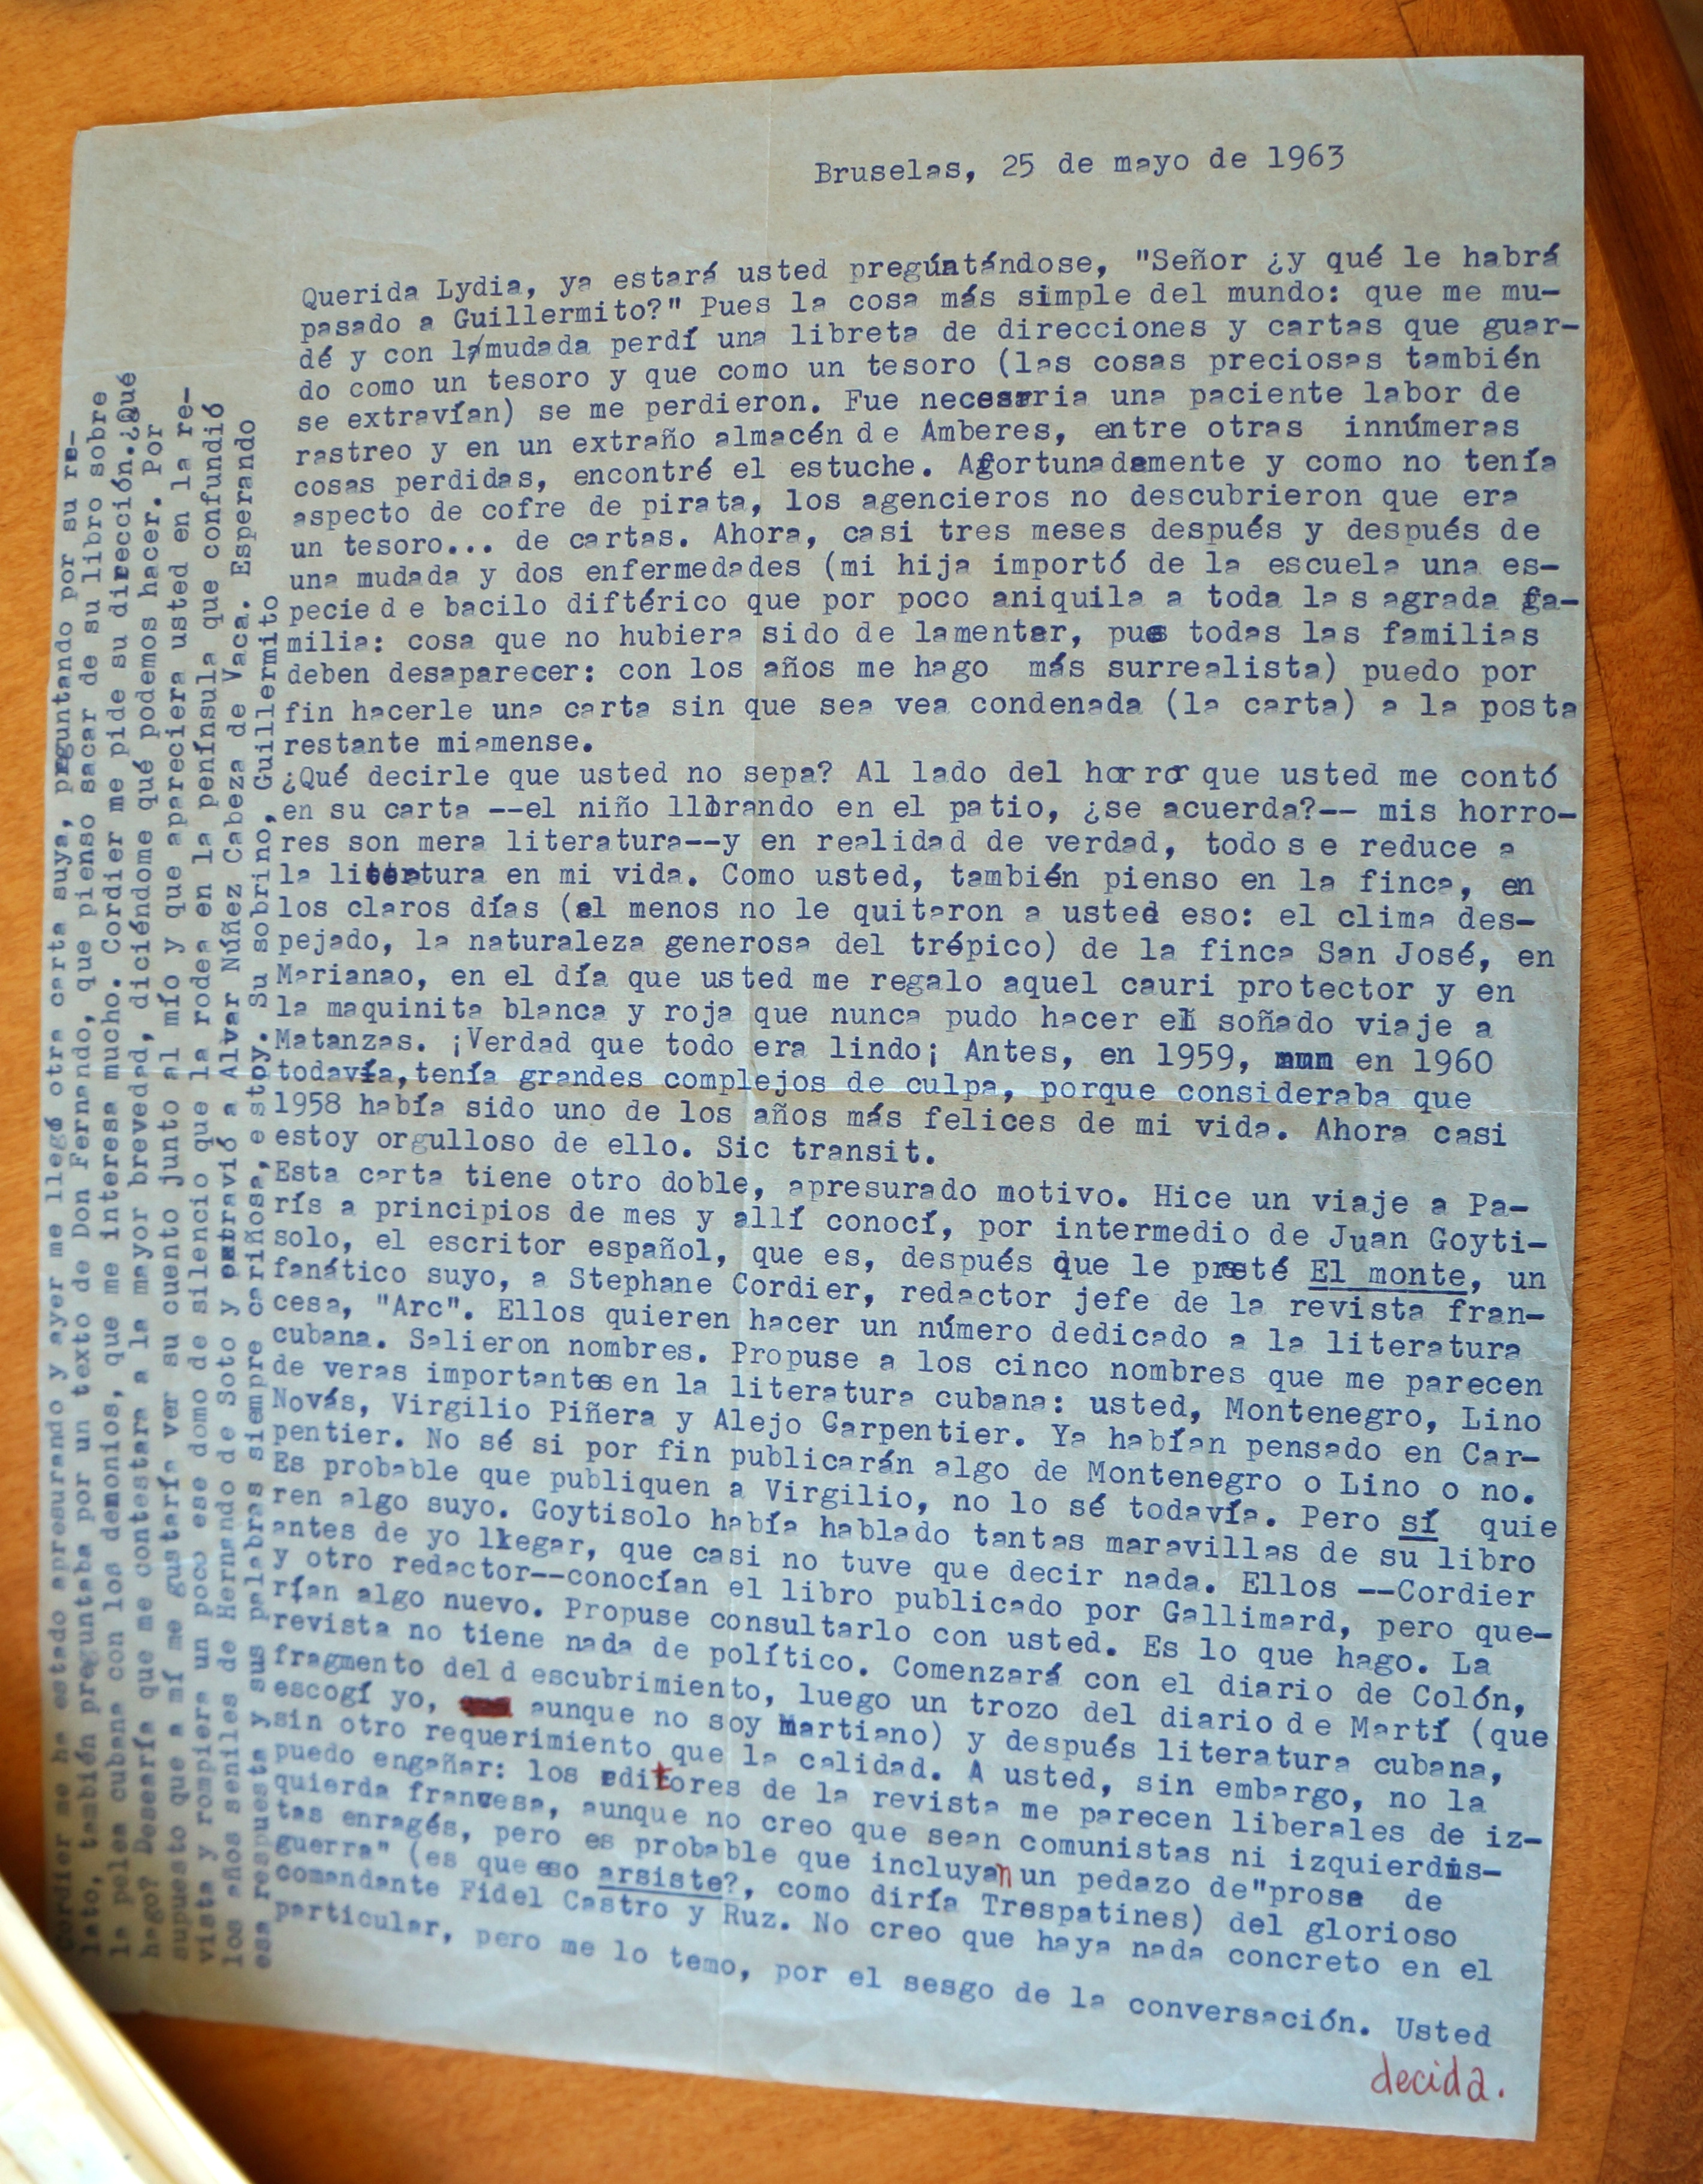 Bruselas, 25 de mayo de 1963
Querida Lydia, ya estará usted pregúntándose, "Señor ¿y qué le habrá
pasado a Guillermito?" Pues la cosa más simple del mundo: que me mu-
dé y con l/mudada perdí una libreta de direcciones y cartas que guar-
do como un tesoro y que como un tesoro (las cosas preciosas también
se extravían) se me perdieron. Fue necesaria una paciente labor de
rastreo y en un extraño almacén de Amberes, entre otras innúmeras
cosas perdidas, encontré el estuche. Afortunadamente y como no tenía
aspecto de cofre de pirata, los agencieros no descubrieron que era
un tesoro... de cartas. Ahora, casi tres meses después y después de
una mudada y dos enfermedades (mi hija importó de la escuela una es-
pecie d e bacilo diftérico que por poco aniquila a toda la s agrada fa-
milia: cosa que no hubiera sido de lamentar, pues todas las familias
deben desaparecer: con los años me hago más surrealista) puedo por
fin hacerle una carta sin que sea vea condenada (la carta) a la posta
restante miamense.
¿Qué decirle que usted no sepa? Al lado del horror que usted me contó
en su carta --el niño llorando en el patio, ¿se acuerda?-- mis horro-
res son mera literatura--y en realidad de verdad, todo s e reduce a
la litertura en mi vida. Como usted, también pienso en la finca, en
los claros días (al menos no le quitaron a usted eso: el clima des-
pejado, la naturaleza generosa del trópico) de la finca San José, en
Marianao, en el día que usted me regalo aquel cauri protector y en
la maquinita blanca y roja que nunca pudo hacer el soñado viaje a
Matanzas. ¡Verdad que todo era lindo¡ Antes, en 1959, en 1960
todavía, tenía grandes complejos de culpa, porque consideraba que
1958 había sido uno de los años más felices de mi vida. Ahora casi
estoy orgulloso de ello. Sic transit.
Esta carta tiene otro doble, apresurado motivo. Hice un viaje a Pa-
rís a principios de mes y allí conocí, por intermedio de Juan Goyti-
solo, el escritor español, que es, después que le presté El monte, un
fanático suyo, a Stephane Cordier, redactor jefe de la revista fran-
cesa, "Arc". Ellos quieren hacer un número dedicado a la literatura
cubana. Salieron nombres. Propuse a los cinco nombres que me parecen
de veras importantes en la literatura cubana: usted, Montenegro, Lino
Novás, Virgilio Piñera y Alejo Carpentier. Ya habían pensado en Car-
pentier. No sé si por fin publicarán algo de Montenegro o Lino o no.
Es probable que publiquen a Virgilio, no lo sé todavía. Pero sí quie
ren algo suyo. Goytisolo había hablado tantas maravillas de su libro
antes de yo llegar, que casi no tuve que decir nada. Ellos --Cordier
y otro redactor--conocían el libro publicado por Gallimard, pero que-
rían algo nuevo. Propuse consultarlo con usted. Es lo que hago. La
revista no tiene nada de político. Comenzará con el diario de Colón,
fragmento del d escubrimiento, luego un trozo del diario de Martí (que
escogí yo, aunque no soy martiano) y después literatura cubana,
sin otro requerimiento que la calidad. A usted, sin embargo, no la
puedo engañar: los editores de la revista me parecen liberales de iz-
quierda francesa, aunque no creo que sean comunistas ni izquierdis-
tas enragés, pero es probable que incluyan un pedazo de"prosa de
guerra" (es que eso arsiste?, como diría Trespatines) del glorioso
comandante Fidel Castro y Ruz. No creo que haya nada concreto en el
particular, pero me lo temo, por el sesgo de la conversación. Usted
decida.
Cordier me ha estado apresurando y ayer me llegó otra carta suya, preguntando por su re-
lato, también preguntaba por un texto de Don Fernando, que pienso sacar de su libro sobre
la pelea cubana con los demonios, que me interesa mucho. Cordier me pide su dirección.¿Qué
hago? Desearía que me contestara a la mayor brevedad, diciéndome qué podemos hacer. Por
supuesto que a mí me gustaría ver su cuento junto al mío y que apareciera usted en la re-
vista y rompiera un poco ese domo de silencio que la rodea en la península que confundió
los años seniles de Hernando de Soto y extravió a Alvar Núñez Cabeza de Vaca. Esperando
esa respuesta y sus palabras siempre cariñosa, e stoy. Su sobrino, Guillermito